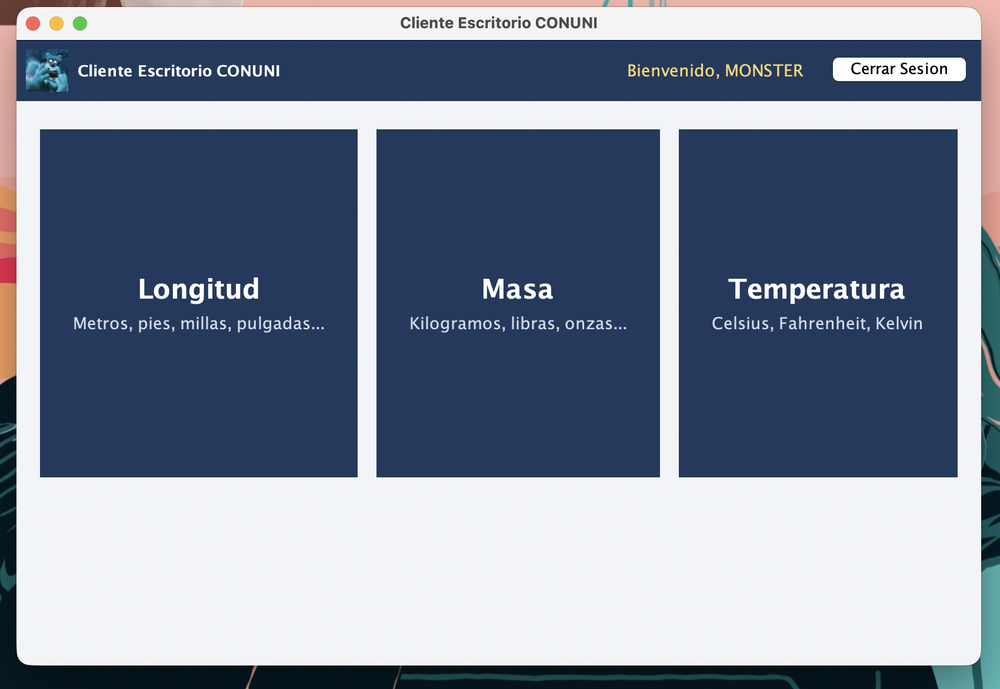 Cliente Escritorio CONUNI
Cliente Escritorio CONUNI
Bienvenido, MONSTER
Cerrar Sesion
Longitud
Metros, pies, millas, pulgadas...
Masa
Kilogramos, libras, onzas...
Temperatura
Celsius, Fahrenheit, Kelvin